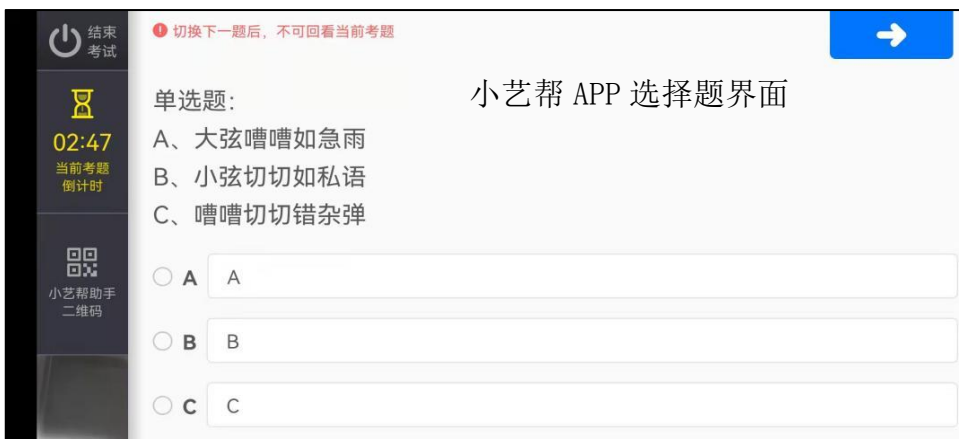 结束
考试
切换下一题后，不可回看当前考题
小艺帮 APP 选择题界面
02:47
当前考题
倒计时
小艺帮助手
二维码
单选题:
A、大弦嘈嘈如急雨
B、小弦切切如私语
C、嘈嘈切切错杂弹
A A
B B
C C